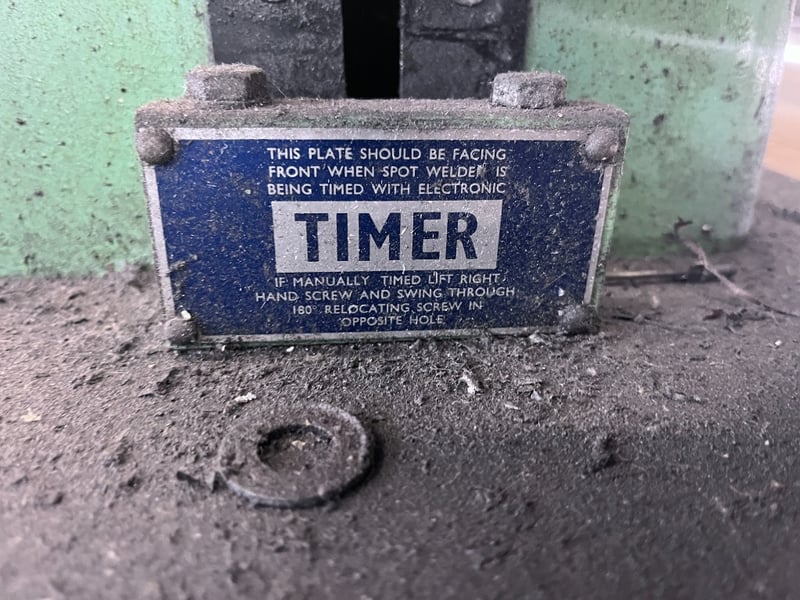 THIS PLATE SHOULD BE FACING
FRONT WHEN SPOT WELDER IS
BEING TIMED WITH ELECTRONIC
TIMER
IF MANUALLY TIMED LIFT RIGHT
HAND SCREW AND SWING THROUGH
180° RELOCATING SCREW IN
OPPOSITE HOLE